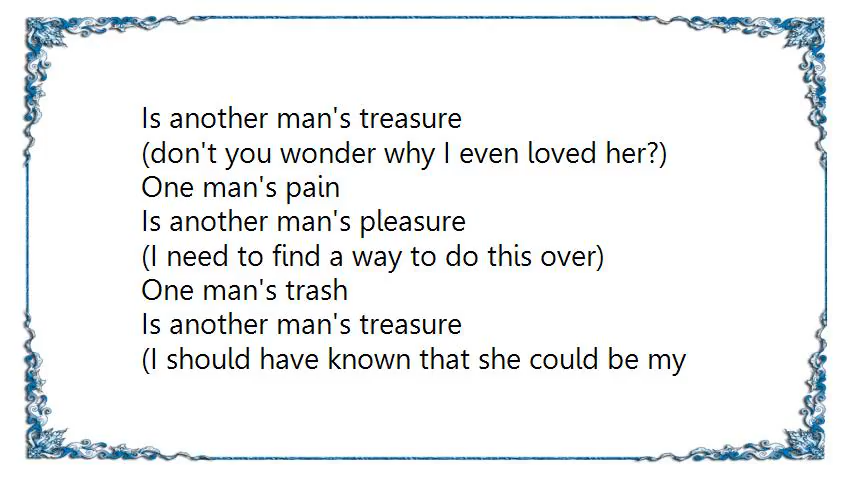 Is another man's treasure
(don't you wonder why I even loved her?)
One man's pain
Is another man's pleasure
(I need to find a way to do this over)
One man's trash
Is another man's treasure
(I should have known that she could be my